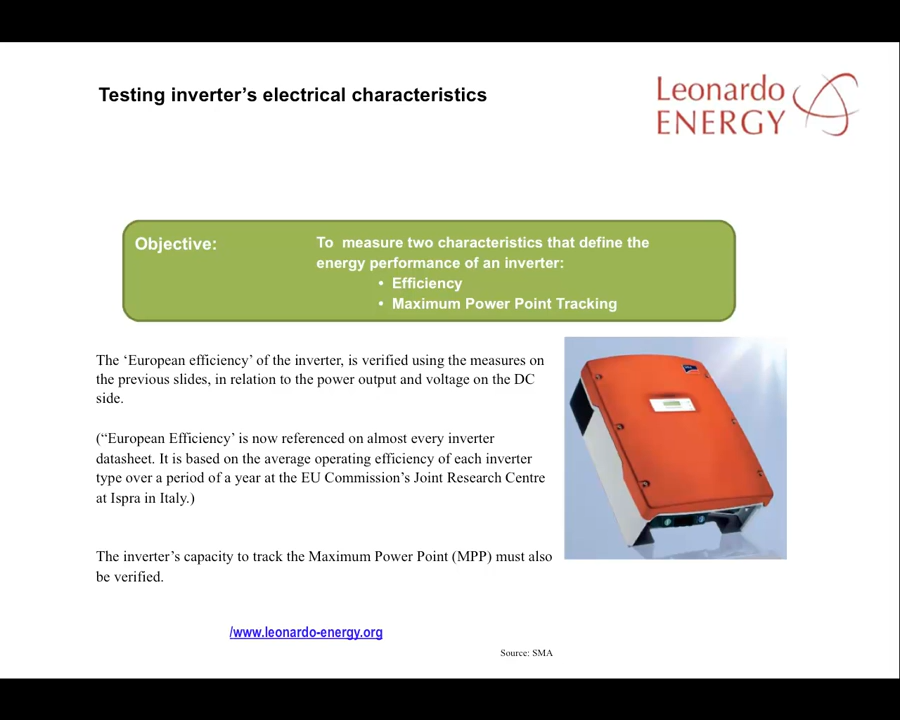 Testing inverter’s electrical characteristics
Leonardo
ENERGY
Objective:
To  measure two characteristics that define the
energy performance of an inverter:
• Efficiency
• Maximum Power Point Tracking
The ‘European efficiency’ of the inverter, is verified using the measures on
the previous slides, in relation to the power output and voltage on the DC
side.
(“European Efficiency’ is now referenced on almost every inverter
datasheet. It is based on the average operating efficiency of each inverter
type over a period of a year at the EU Commission’s Joint Research Centre
at Ispra in Italy.)
The inverter’s capacity to track the Maximum Power Point (MPP) must also
be verified.
/www.leonardo-energy.org
Source: SMA